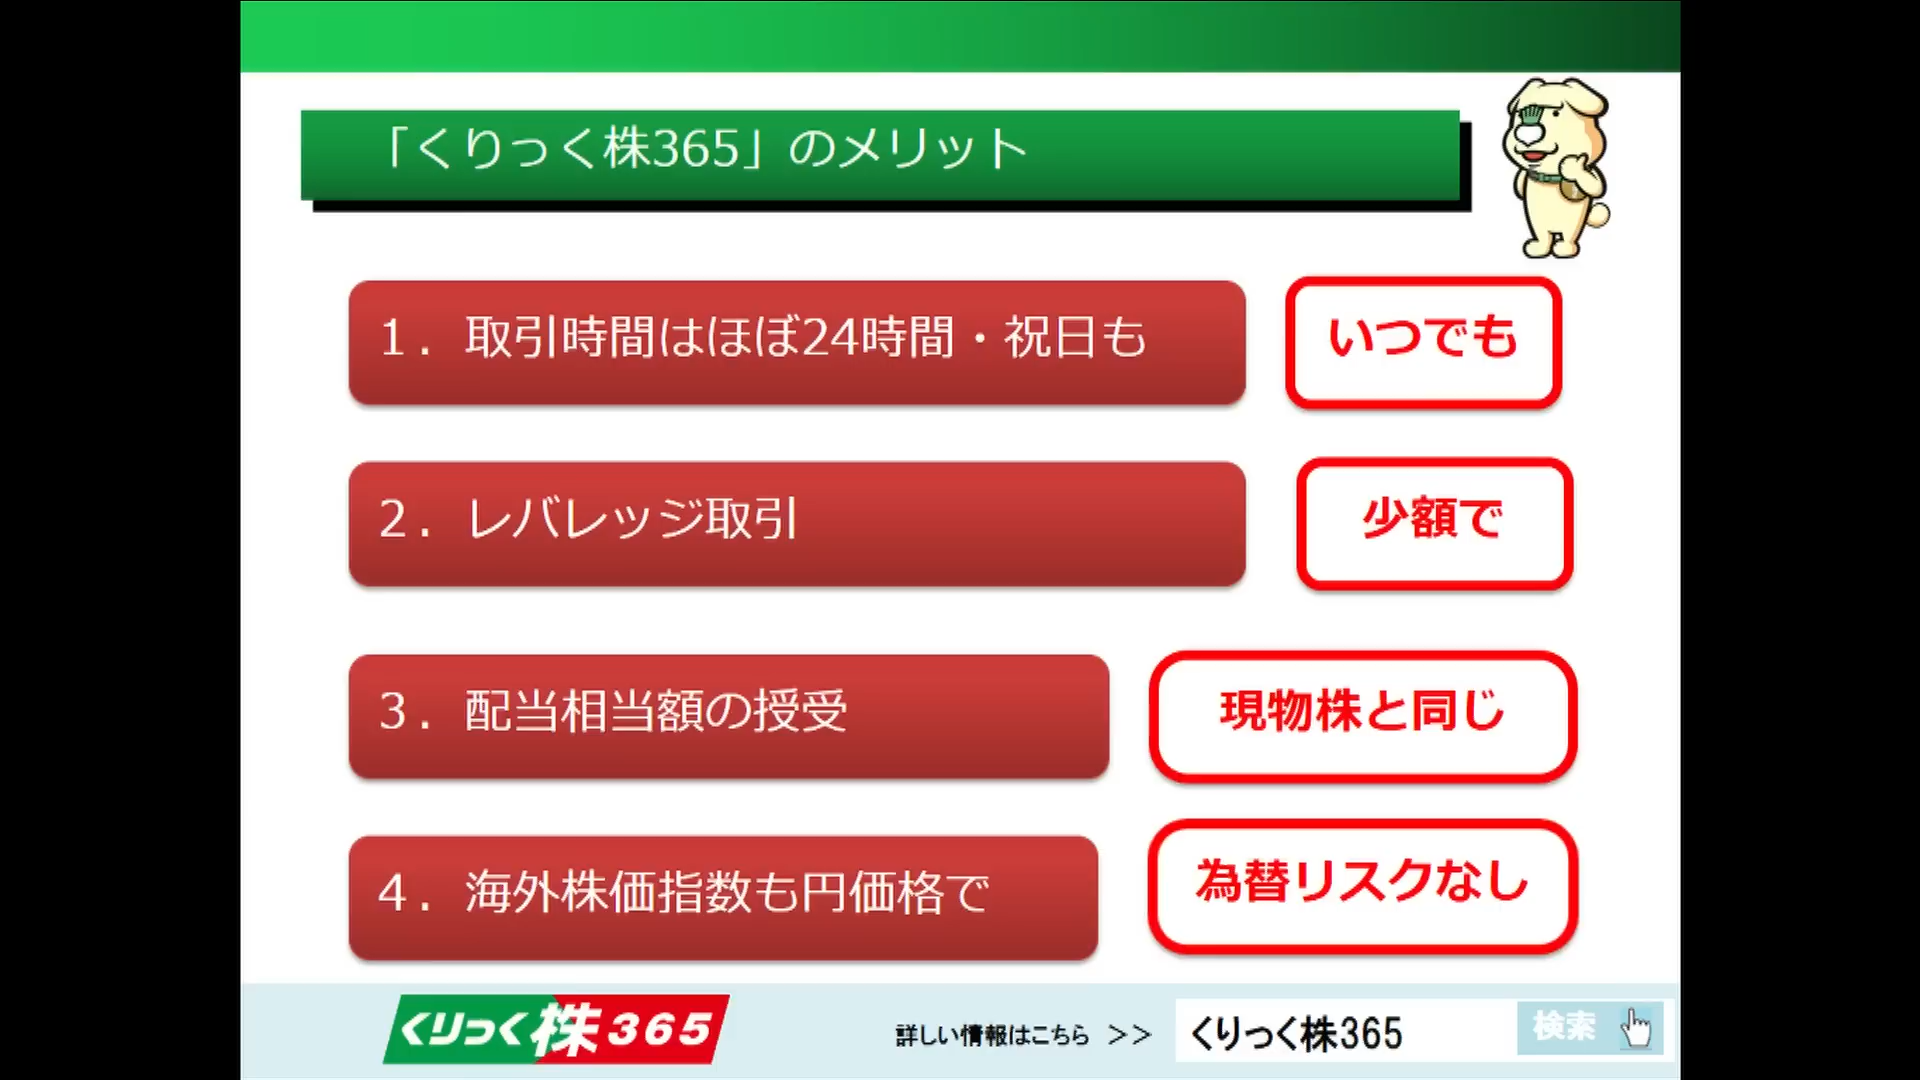 「くりっく株365」のメリット
1．取引時間はほぼ24時間・祝日も
いつでも
2．レバレッジ取引
少額で
3．配当相当額の授受
現物株と同じ
4．海外株価指数も円価格で
為替リスクなし
くりっく株365
詳しい情報はこちら >>
くりっく株365
検索